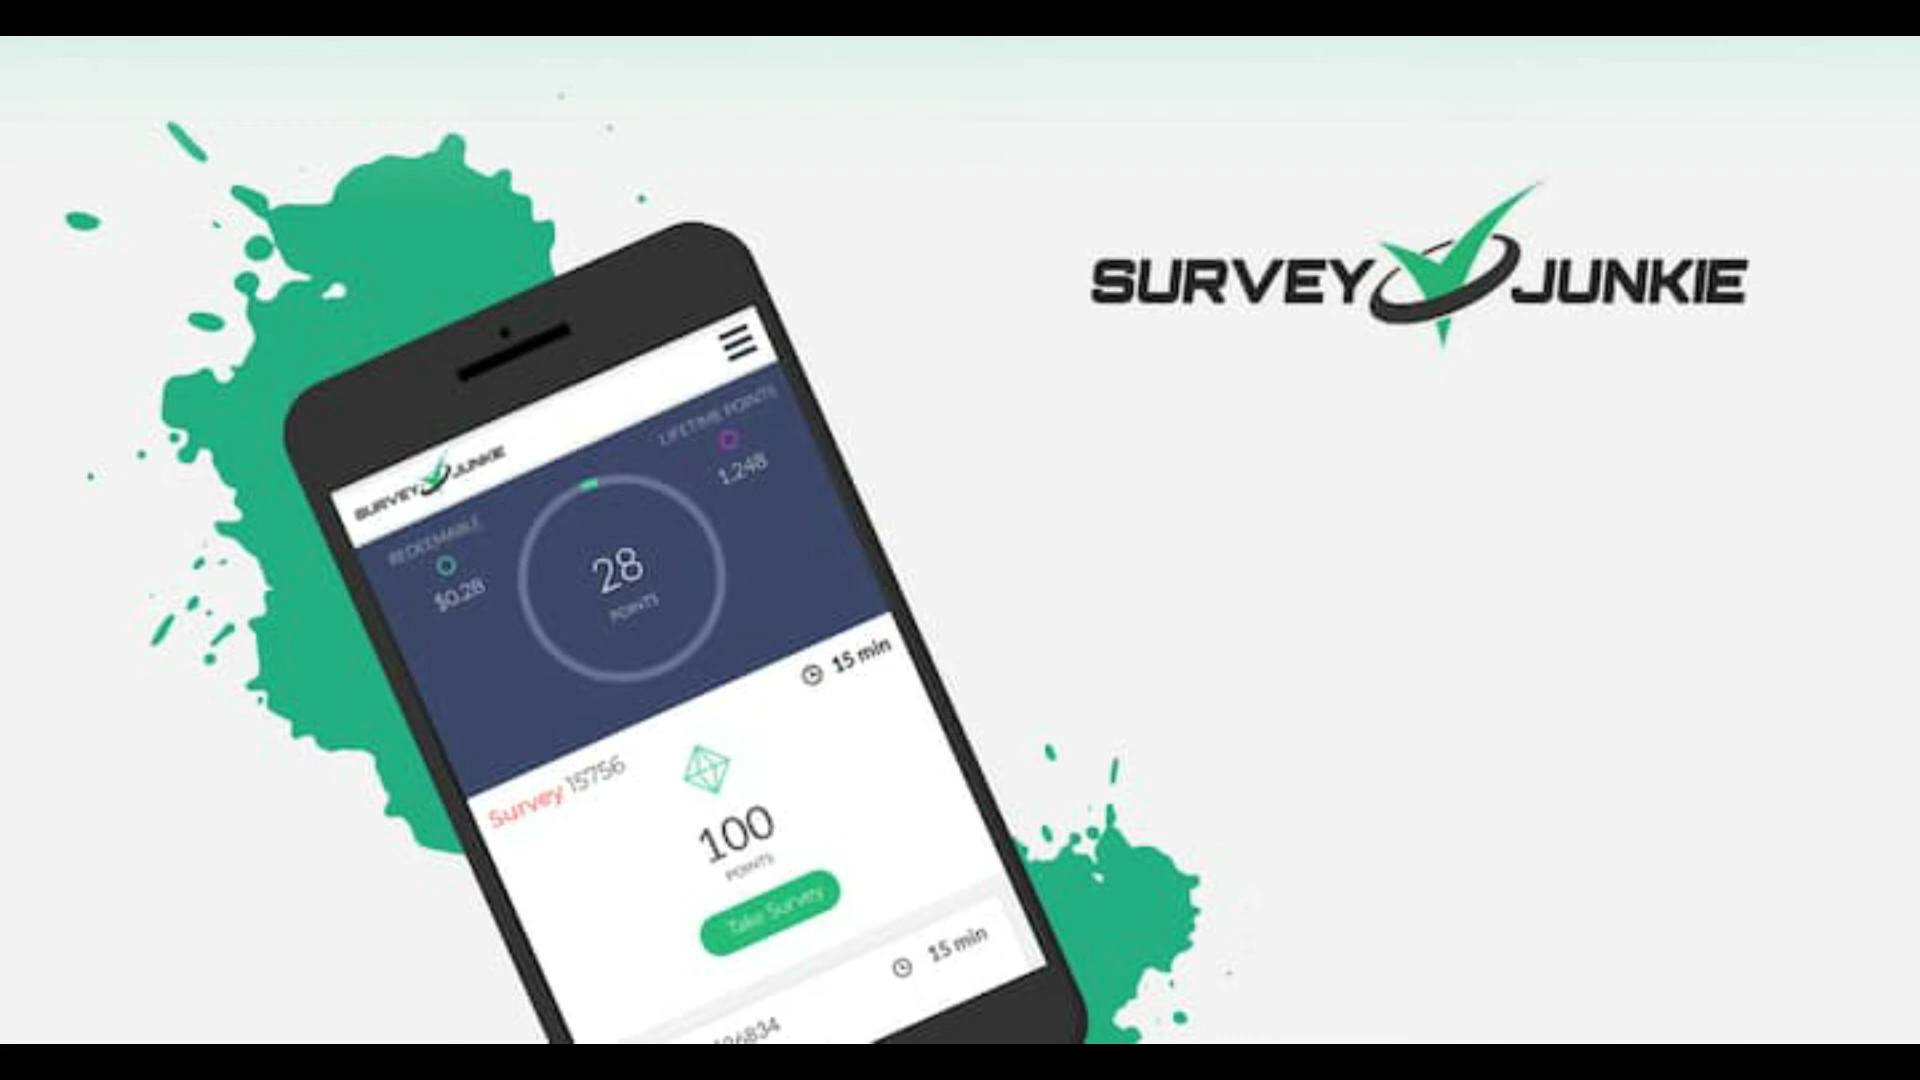 SURVEY JUNKIE
SURVEY JUNKIE
LIFETIME POINTS
1,248
REDEEMABLE
$0.28
28
POINTS
15 min
Survey 15756
100
POINTS
Take Survey
15 min